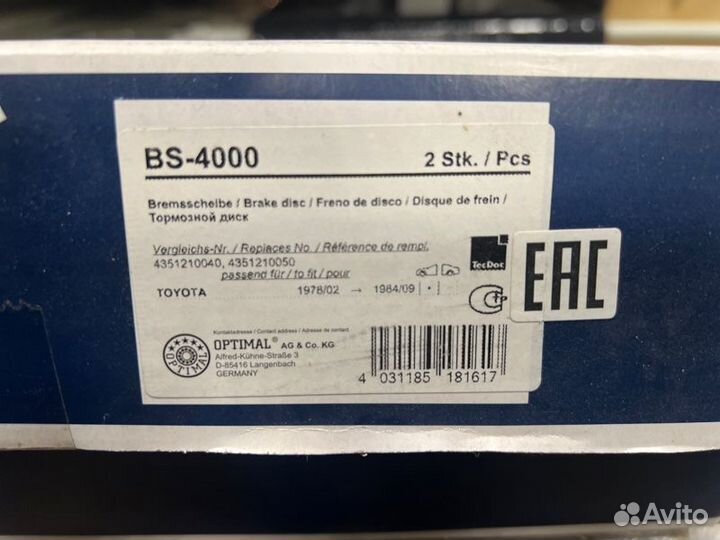 BS-4000 2 Stk. / Pcs
Bremsscheibe / Brake disc / Freno de disco / Disque de frein /
Тормозной диск
Vergleichs-Nr. / Replaces No. / Référence de rempl.
4351210040, 4351210050
passend für / to fit / pour
TOYOTA 1978/02 → 1984/09
TecDoc
EAC
Kontaktadresse / Contact address / Adresse de contact
OPTIMAL® AG & Co. KG
Alfred-Kühne-Straße 3
D-85416 Langenbach
GERMANY
OPTIMAL
4 031185 181617
Avito